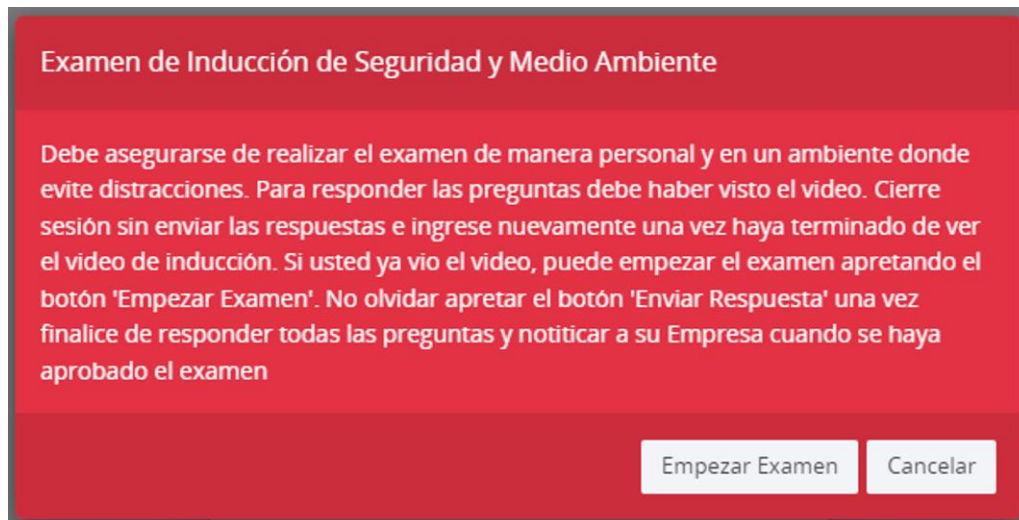 Examen de Inducción de Seguridad y Medio Ambiente
Debe asegurarse de realizar el examen de manera personal y en un ambiente donde
evite distracciones. Para responder las preguntas debe haber visto el video. Cierre
sesión sin enviar las respuestas e ingrese nuevamente una vez haya terminado de ver
el video de inducción. Si usted ya vio el video, puede empezar el examen apretando el
botón 'Empezar Examen'. No olvidar apretar el botón 'Enviar Respuesta' una vez
finalice de responder todas las preguntas y notiticar a su Empresa cuando se haya
aprobado el examen
Empezar Examen Cancelar